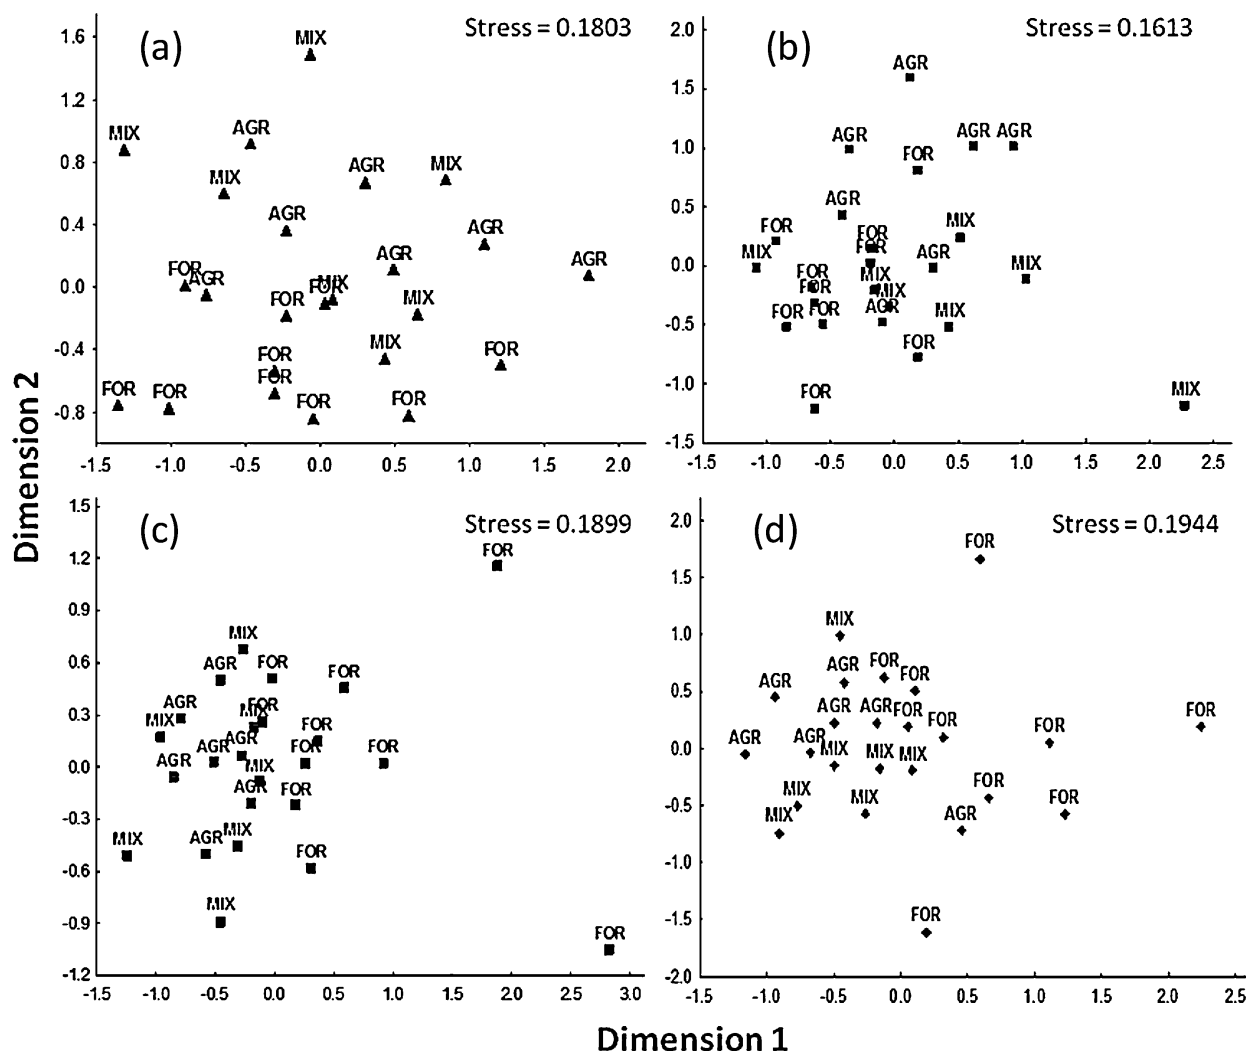 (a)
Stress = 0.1803
1.6
1.2
0.8
0.4
0.0
-0.4
-0.8
MIX
MIX
AGR
MIX
AGR
MIX
AGR
AGR
AGR
AGR
FOR
AGR
FOR
MIX
FOR
MIX
MIX
FOR
FOR
FOR
FOR
FOR
FOR
FOR
-1.5 -1.0 -0.5 0.0 0.5 1.0 1.5 2.0
(b)
Stress = 0.1613
2.0
1.5
1.0
0.5
0.0
-0.5
-1.0
-1.5
AGR
AGR
AGR AGR
FOR
AGR
FOR
FOR
MIX
FOR
MIX
AGR
MIX
FOR
MIX
FOR
MIX
FOR
FOR
AGR
MIX
FOR
FOR
MIX
-1.0 -0.5 0.0 0.5 1.0 1.5 2.0 2.5
Dimension 2
(c)
Stress = 0.1899
1.5
1.2
0.9
0.6
0.3
0.0
-0.3
-0.6
-0.9
-1.2
FOR
MIX
AGR
FOR
FOR
AGR
FOR
MIX
MIX
FOR
AGR
AGR
AGR
FOR
FOR
MIX
AGR
FOR
MIX
AGR
MIX
FOR
MIX
FOR
-1.5 -1.0 -0.5 0.0 0.5 1.0 1.5 2.0 2.5 3.0
(d)
Stress = 0.1944
2.0
1.5
1.0
0.5
0.0
-0.5
-1.0
-1.5
-2.0
FOR
MIX
AGR
FOR
AGR
FOR
AGR
AGR
FOR
FOR
FOR
FOR
AGR
AGR
MIX
MIX
MIX
MIX
MIX
MIX
FOR
AGR
FOR
FOR
-1.5 -1.0 -0.5 0.0 0.5 1.0 1.5 2.0 2.5
Dimension 1